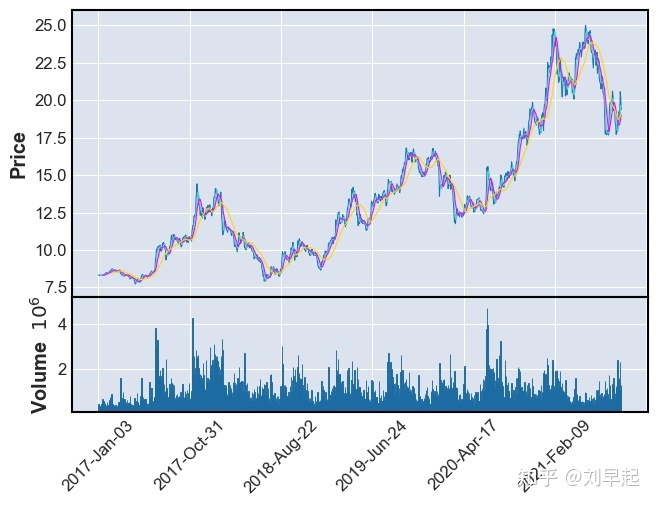 25.0
22.5
20.0
17.5
15.0
12.5
10.0
7.5
Price
4
2
Volume 10⁶
2017-Jan-03
2017-Oct-31
2018-Aug-22
2019-Jun-24
2020-Apr-17
2021-Feb-09
知乎 @刘早起